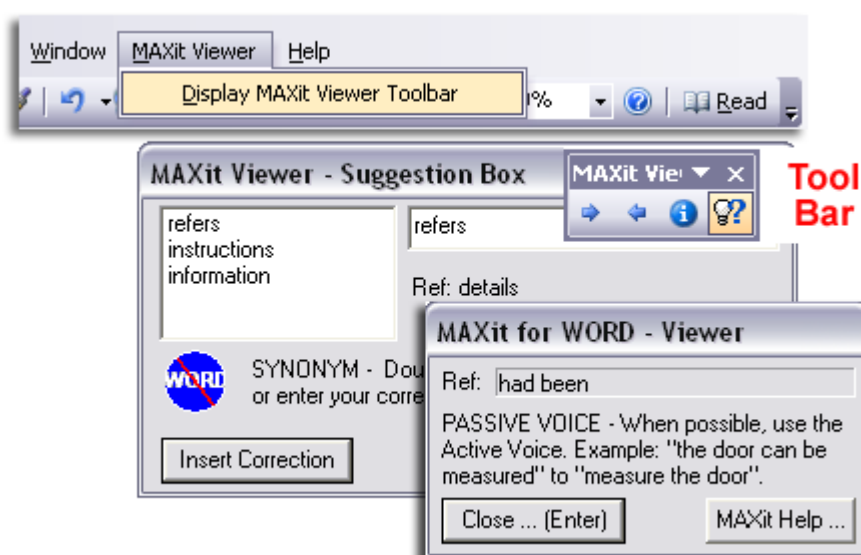 Window MAXit Viewer Help
Display MAXit Viewer Toolbar
% Read
MAXit Viewer - Suggestion Box
MAXit Vie
Tool
Bar
refers
instructions
information
refers
Ref: details
WORD
SYNONYM - Dou
or enter your corre
Insert Correction
MAXit for WORD - Viewer
Ref: had been
PASSIVE VOICE - When possible, use the
Active Voice. Example: "the door can be
measured" to "measure the door".
Close ... (Enter)
MAXit Help ...